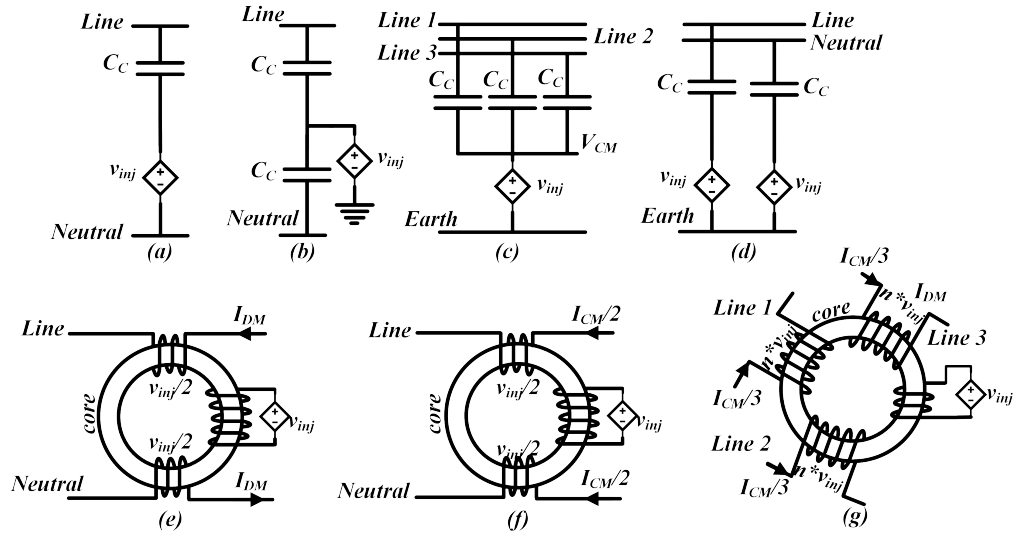 Line
C_C
v_inj
Neutral
(a)
Line
C_C
C_C
v_inj
Neutral
(b)
Line 1
Line 2
Line 3
C_C C_C C_C
V_CM
v_inj
Earth
(c)
Line
Neutral
C_C C_C
v_inj v_inj
Earth
(d)
Line
I_DM
v_inj/2
core
v_inj
v_inj/2
Neutral
I_DM
(e)
Line
I_CM/2
core
v_inj
v_inj/2
Neutral
I_CM/2
(f)
I_CM/3
I_DM
n*v_inj
Line 1
core
Line 3
n*v_inj
I_CM/3
v_inj
Line 2
I_CM/3
n*v_inj
(g)